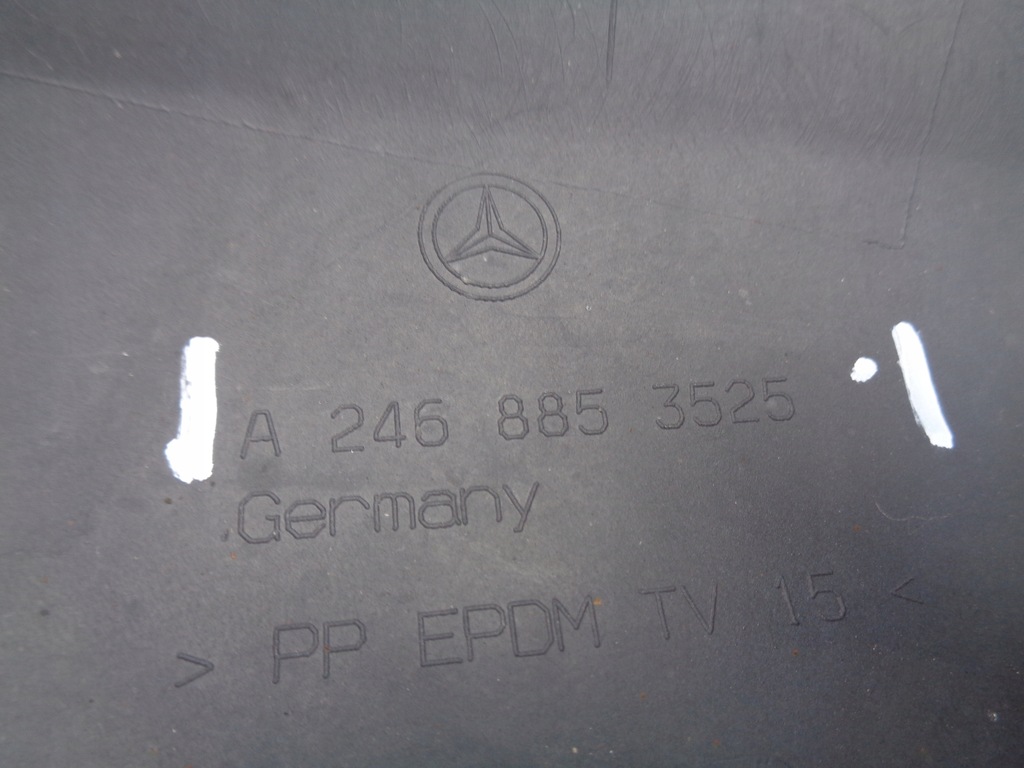 A 246 885 3525
Germany
> PP EPDM TV 15 <